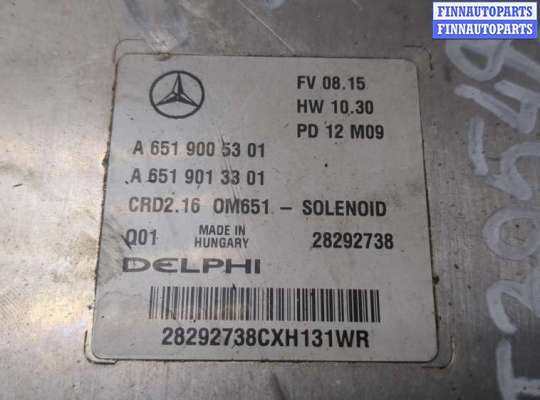 FINNAUTOPARTS
FINNAUTOPARTS
FV 08.15
HW 10.30
PD 12 M09
A 651 900 53 01
A 651 901 33 01
CRD2.16 OM651 – SOLENOID
Q01 MADE IN HUNGARY 28292738
DELPHI
28292738CXH131WR